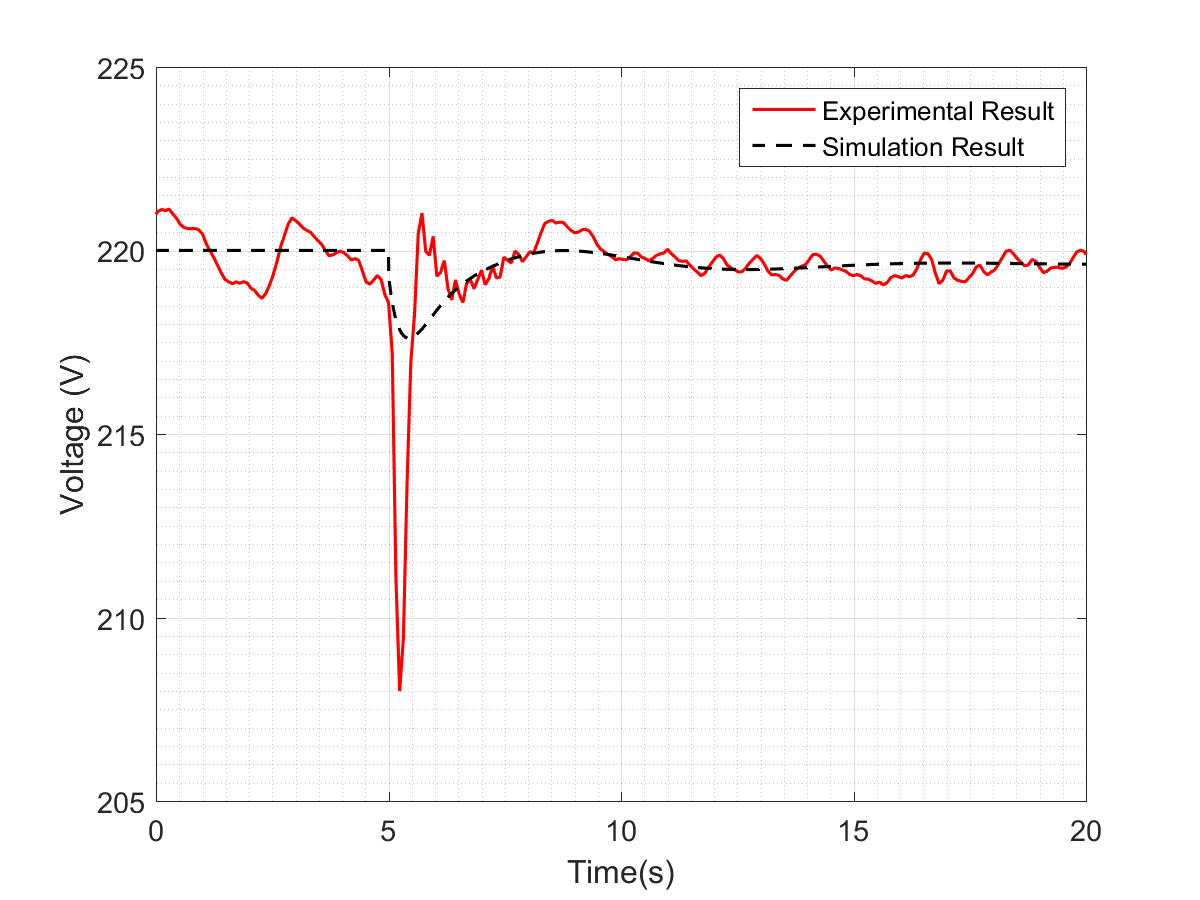 225
220
215
210
205
0 5 10 15 20
Voltage (V)
Time(s)
Experimental Result
Simulation Result